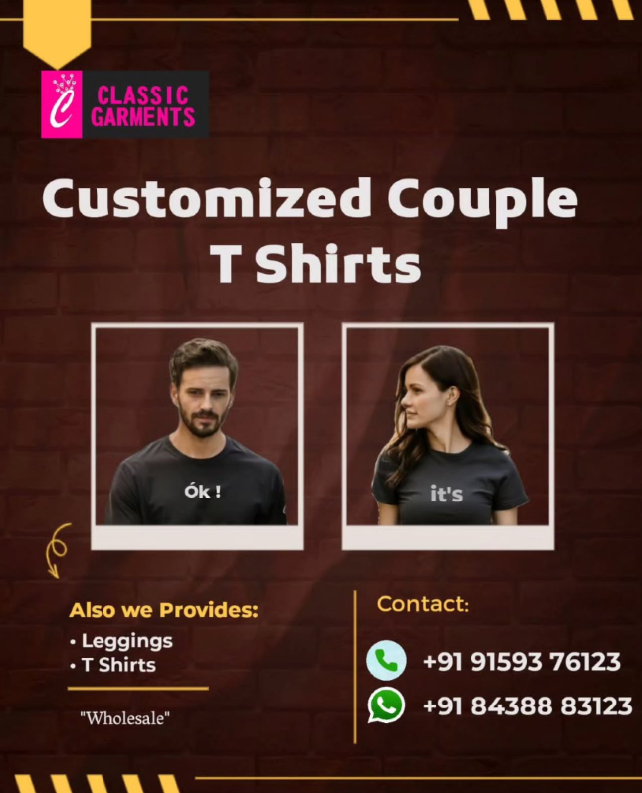 C
CLASSIC
GARMENTS
Customized Couple
T Shirts
Ók !
it's
Also we Provides:
• Leggings
• T Shirts
"Wholesale"
Contact:
+91 91593 76123
+91 84388 83123